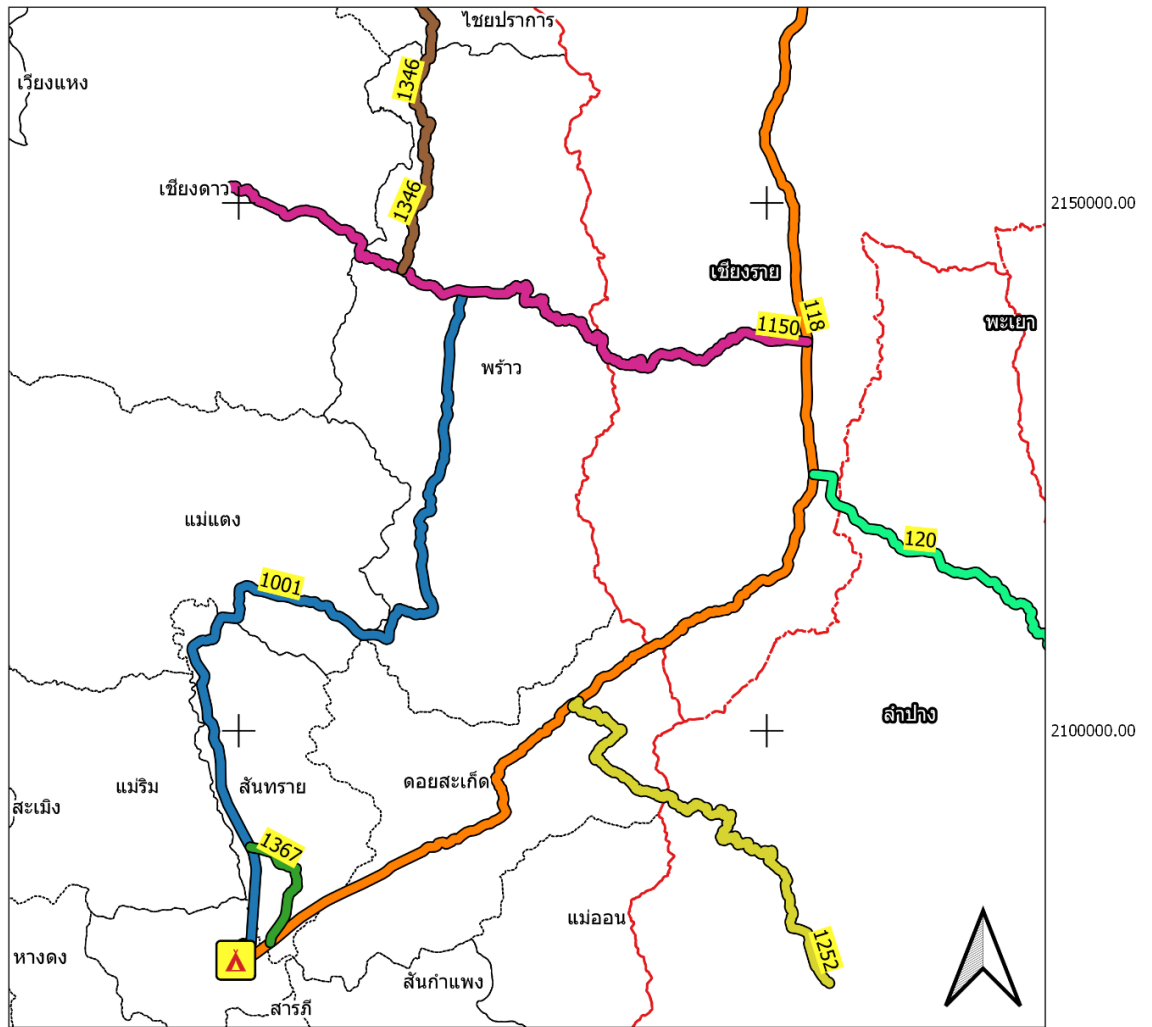 ไชยปราการ
เวียงแหง
1346
เชียงดาว
1346
2150000.00
เชียงราย
118
1150
พะเยา
พร้าว
แม่แตง
120
1001
ลำปาง
2100000.00
แม่ริม
สันทราย
ดอยสะเก็ด
สะเมิง
1367
แม่ออน
1252
หางดง
สันกำแพง
สารภี